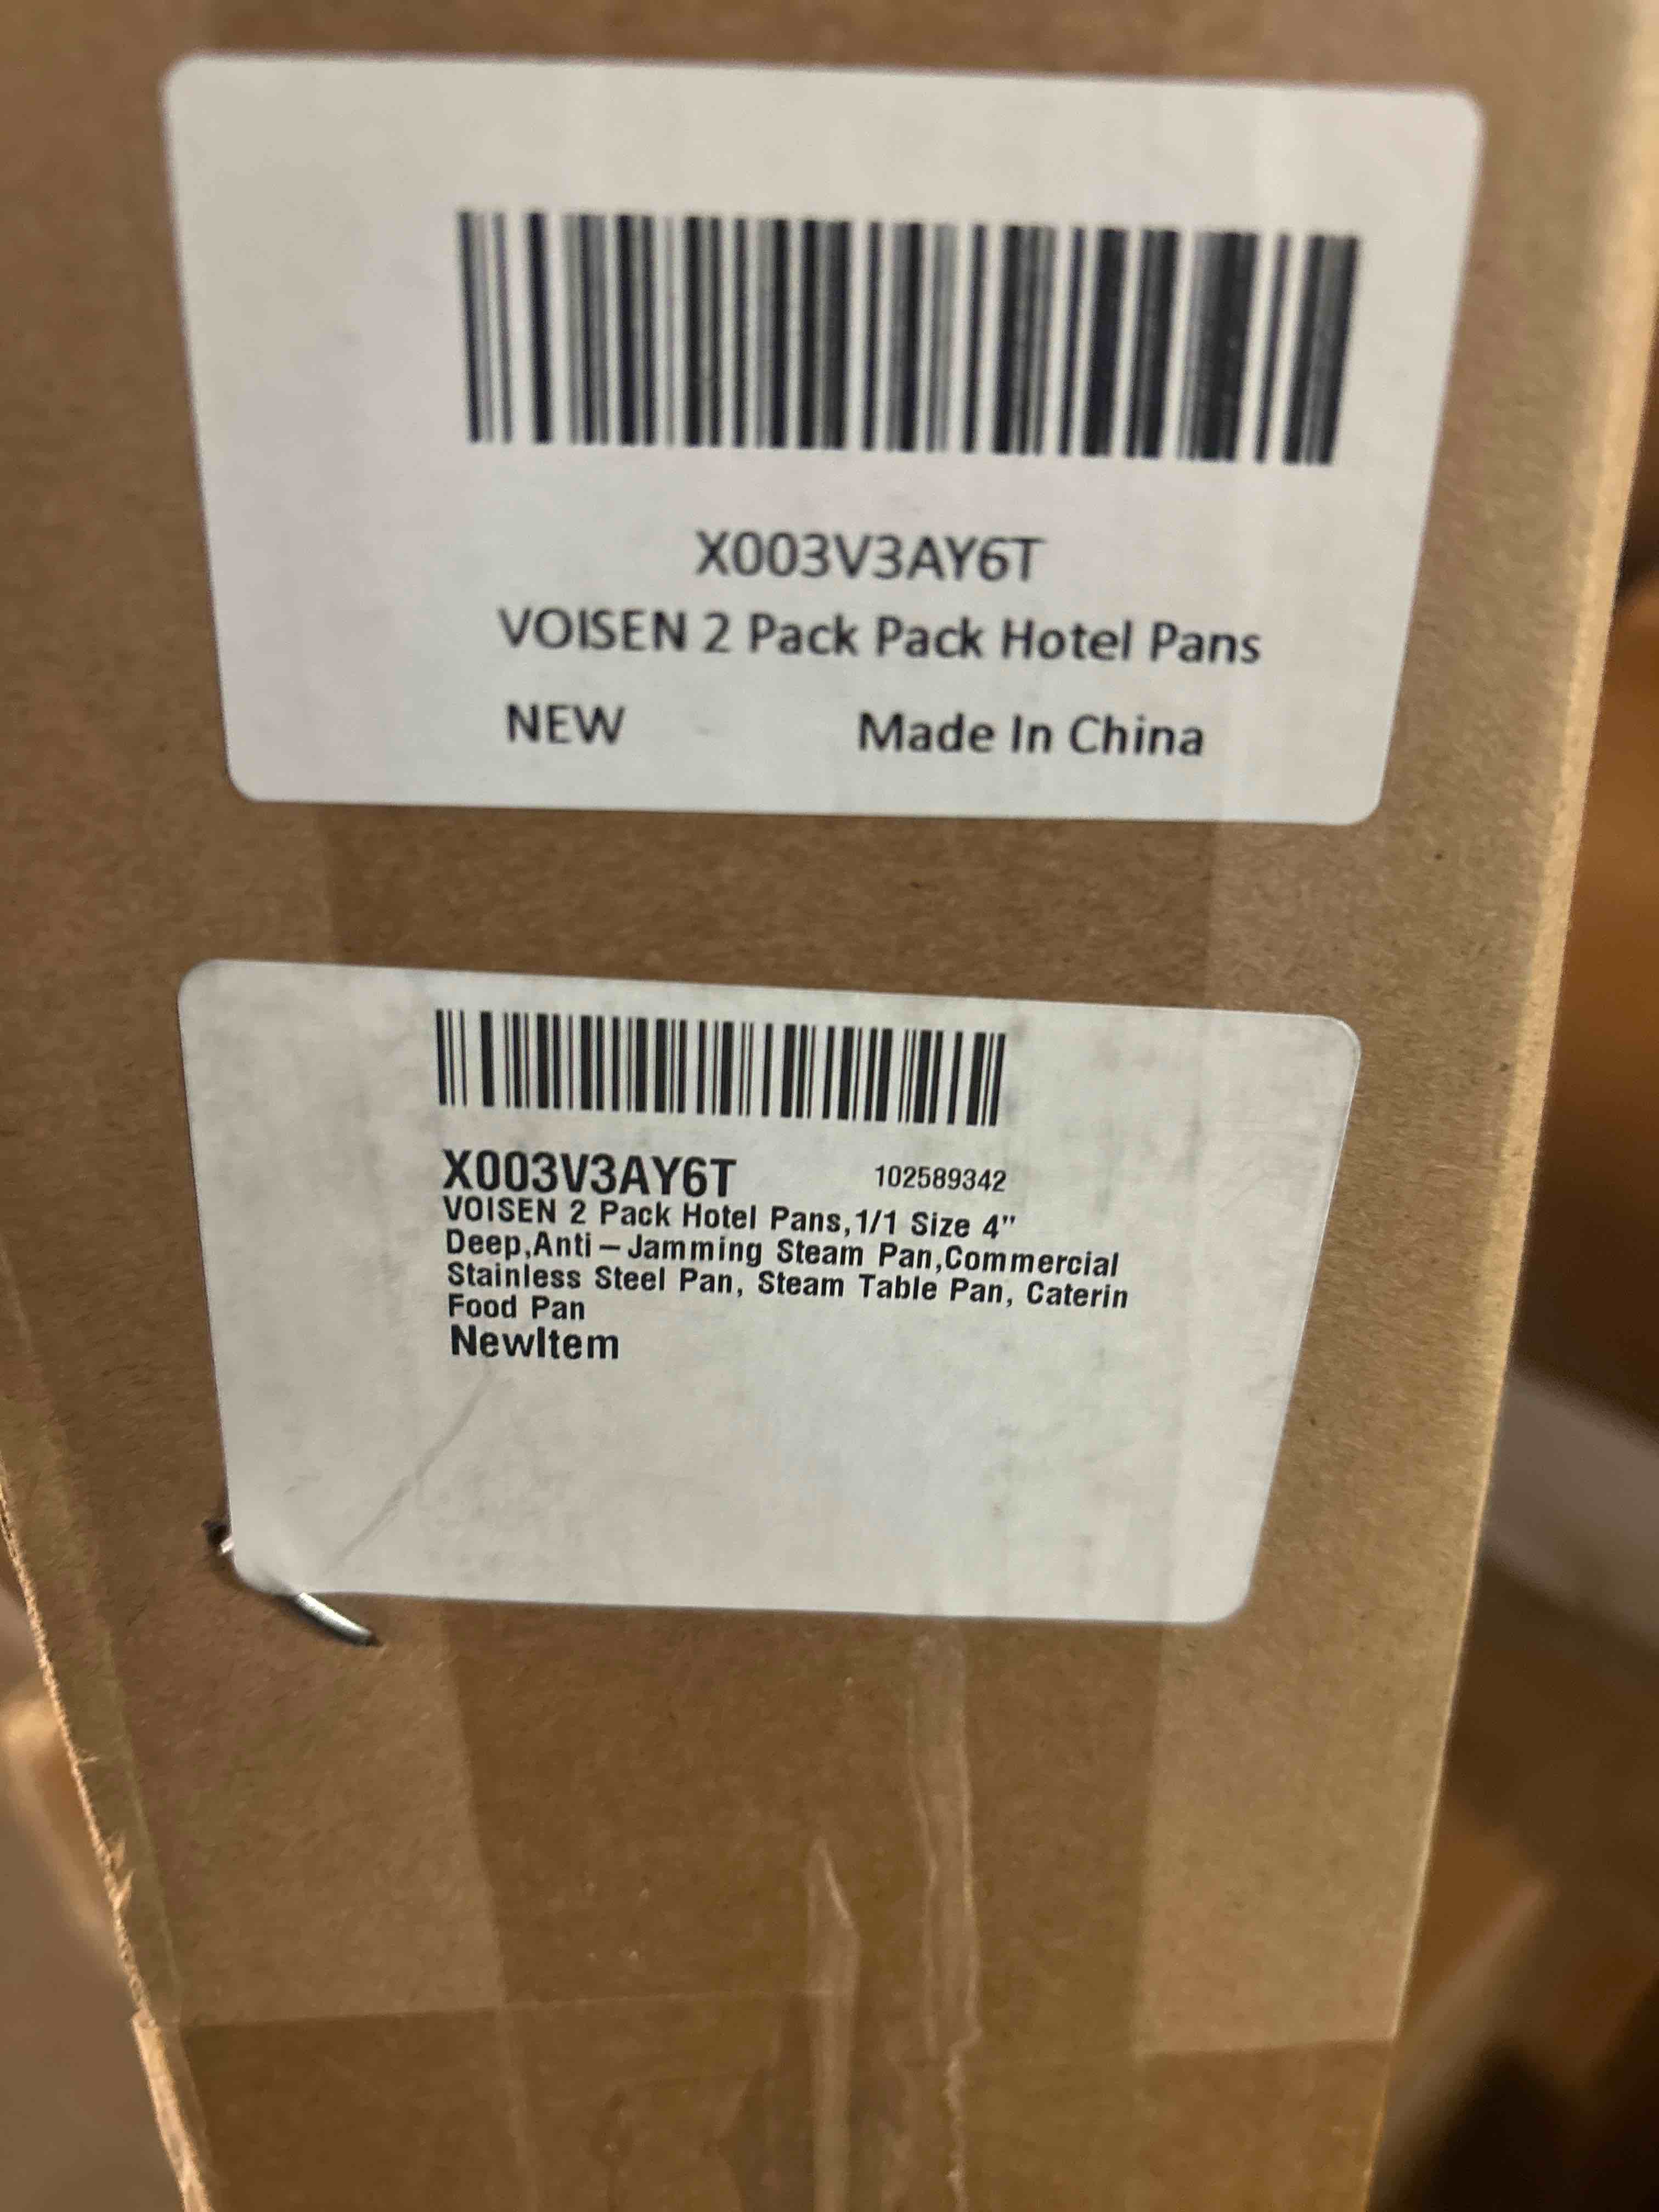 X003V3AY6T
VOISEN 2 Pack Pack Hotel Pans
NEW Made In China
X003V3AY6T 102589342
VOISEN 2 Pack Hotel Pans,1/1 Size 4"
Deep,Anti-Jamming Steam Pan,Commercial
Stainless Steel Pan, Steam Table Pan, Caterin
Food Pan
NewItem